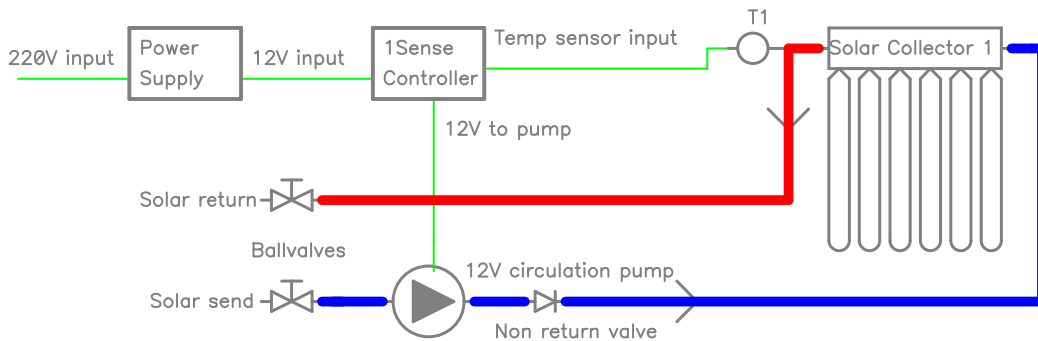 T1
220V input
Power
Supply
12V input
1Sense
Controller
Temp sensor input
Solar Collector 1
12V to pump
Solar return
Ballvalves
12V circulation pump
Solar send
Non return valve